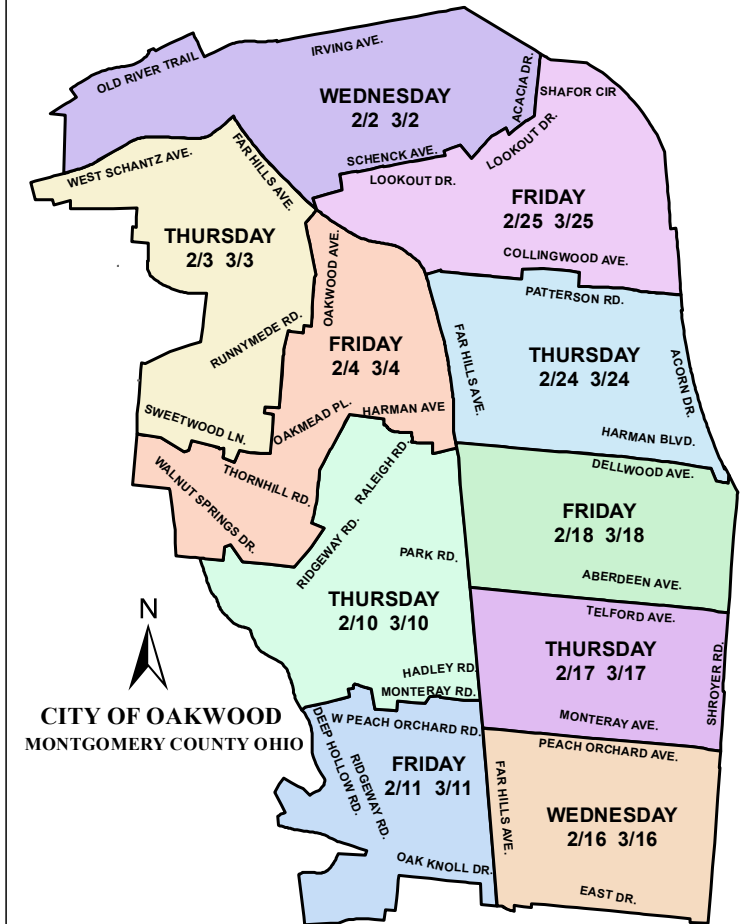 IRVING AVE.
OLD RIVER TRAIL
ACACIA DR.
SHAFOR CIR
WEDNESDAY
2/2 3/2
SCHENCK AVE.
LOOKOUT DR.
LOOKOUT DR.
WEST SCHANTZ AVE.
FAR HILLS AVE.
FRIDAY
2/25 3/25
COLLINGWOOD AVE.
THURSDAY
2/3 3/3
OAKWOOD AVE.
RUNNYMEDE RD.
PATTERSON RD.
FRIDAY
2/4 3/4
FAR HILLS AVE.
THURSDAY
2/24 3/24
ACORN DR.
SWEETWOOD LN.
OAKMEAD PL.
HARMAN AVE
HARMAN BLVD.
THORNHILL RD.
WALNUT SPRINGS DR.
RALEIGH RD.
DELLWOOD AVE.
FRIDAY
2/18 3/18
RIDGEWAY RD.
PARK RD.
ABERDEEN AVE.
THURSDAY
2/10 3/10
TELFORD AVE.
THURSDAY
2/17 3/17
SHROYER RD.
HADLEY RD.
MONTERAY RD.
MONTERAY AVE.
N
CITY OF OAKWOOD
MONTGOMERY COUNTY OHIO
W PEACH ORCHARD RD.
PEACH ORCHARD AVE.
DEEP HOLLOW RD.
RIDGEWAY RD.
FRIDAY
2/11 3/11
FAR HILLS AVE.
WEDNESDAY
2/16 3/16
OAK KNOLL DR.
EAST DR.